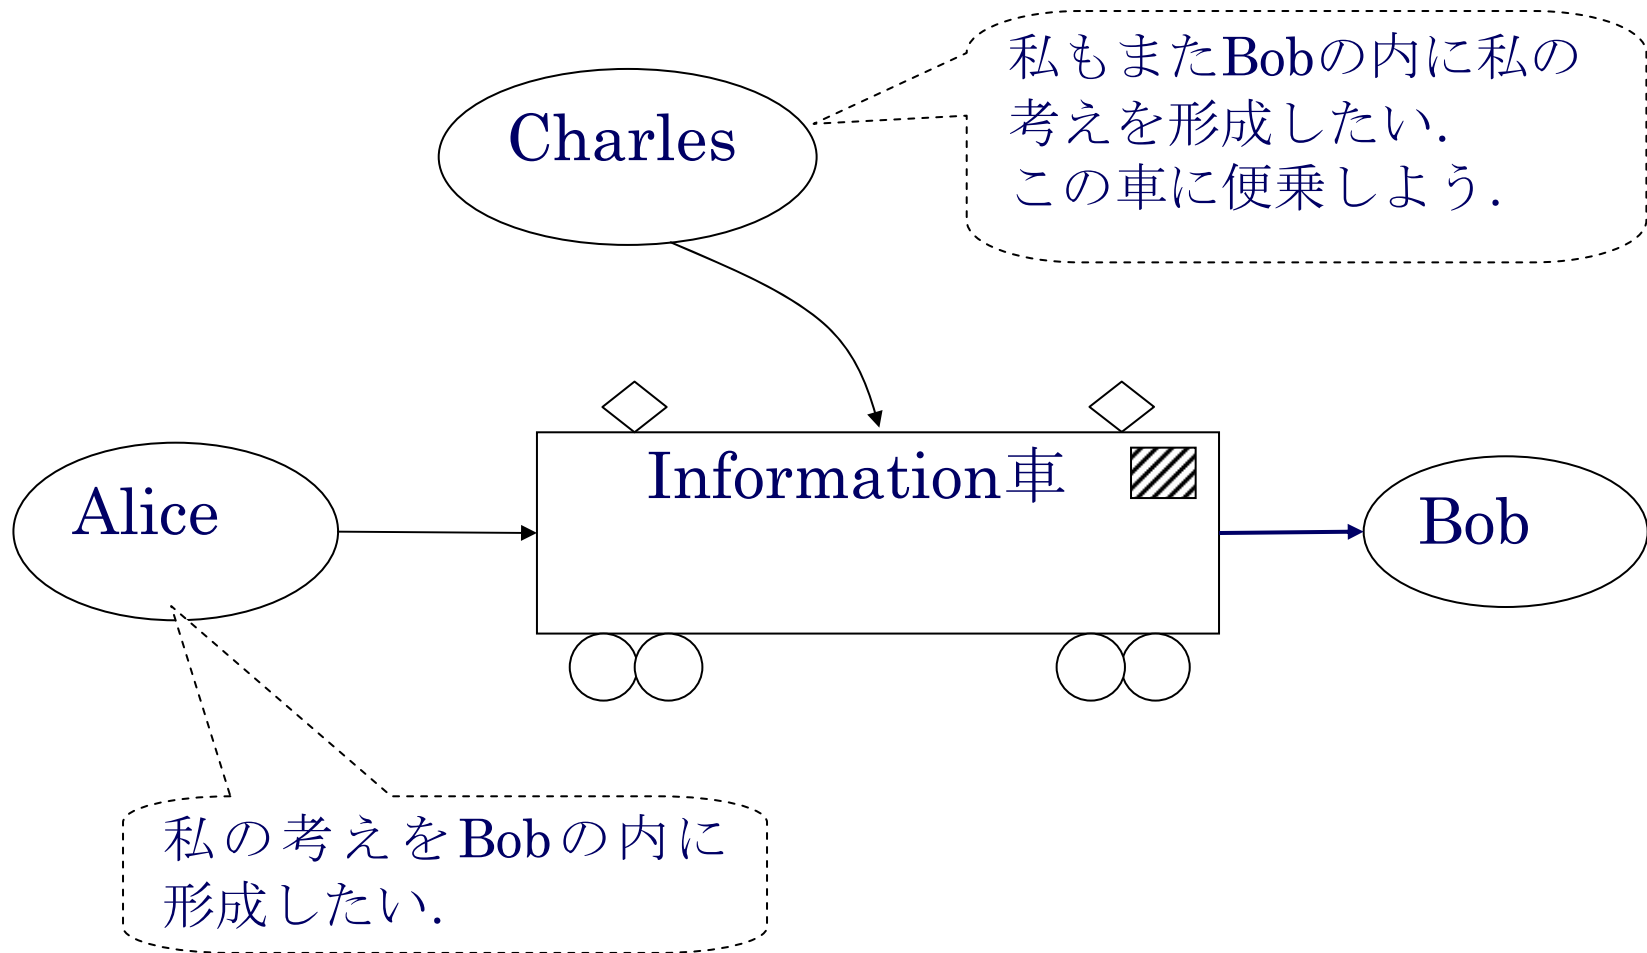 私もまたBobの内に私の
考えを形成したい.
この車に便乗しよう.
Charles
Information車
Alice
Bob
私の考えをBobの内に
形成したい.